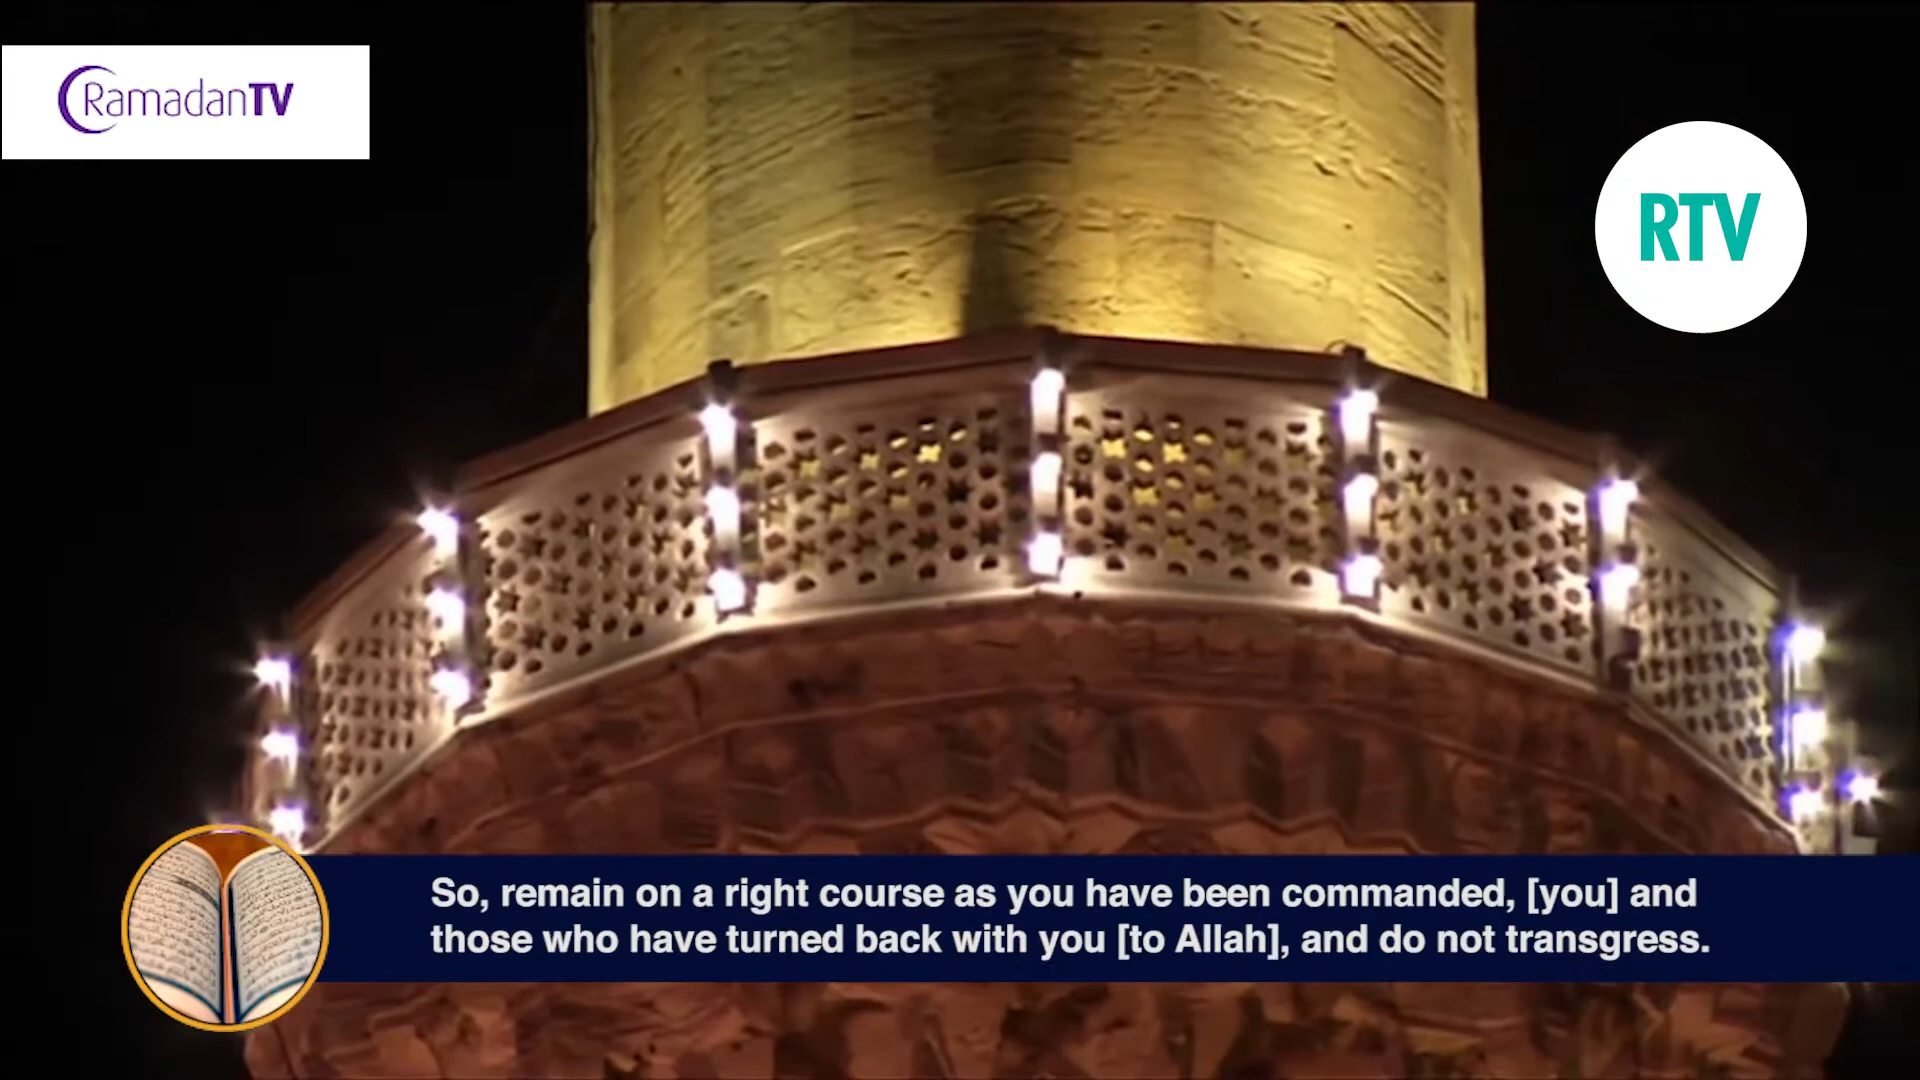 RamadanTV
RTV
So, remain on a right course as you have been commanded, [you] and
those who have turned back with you [to Allah], and do not transgress.